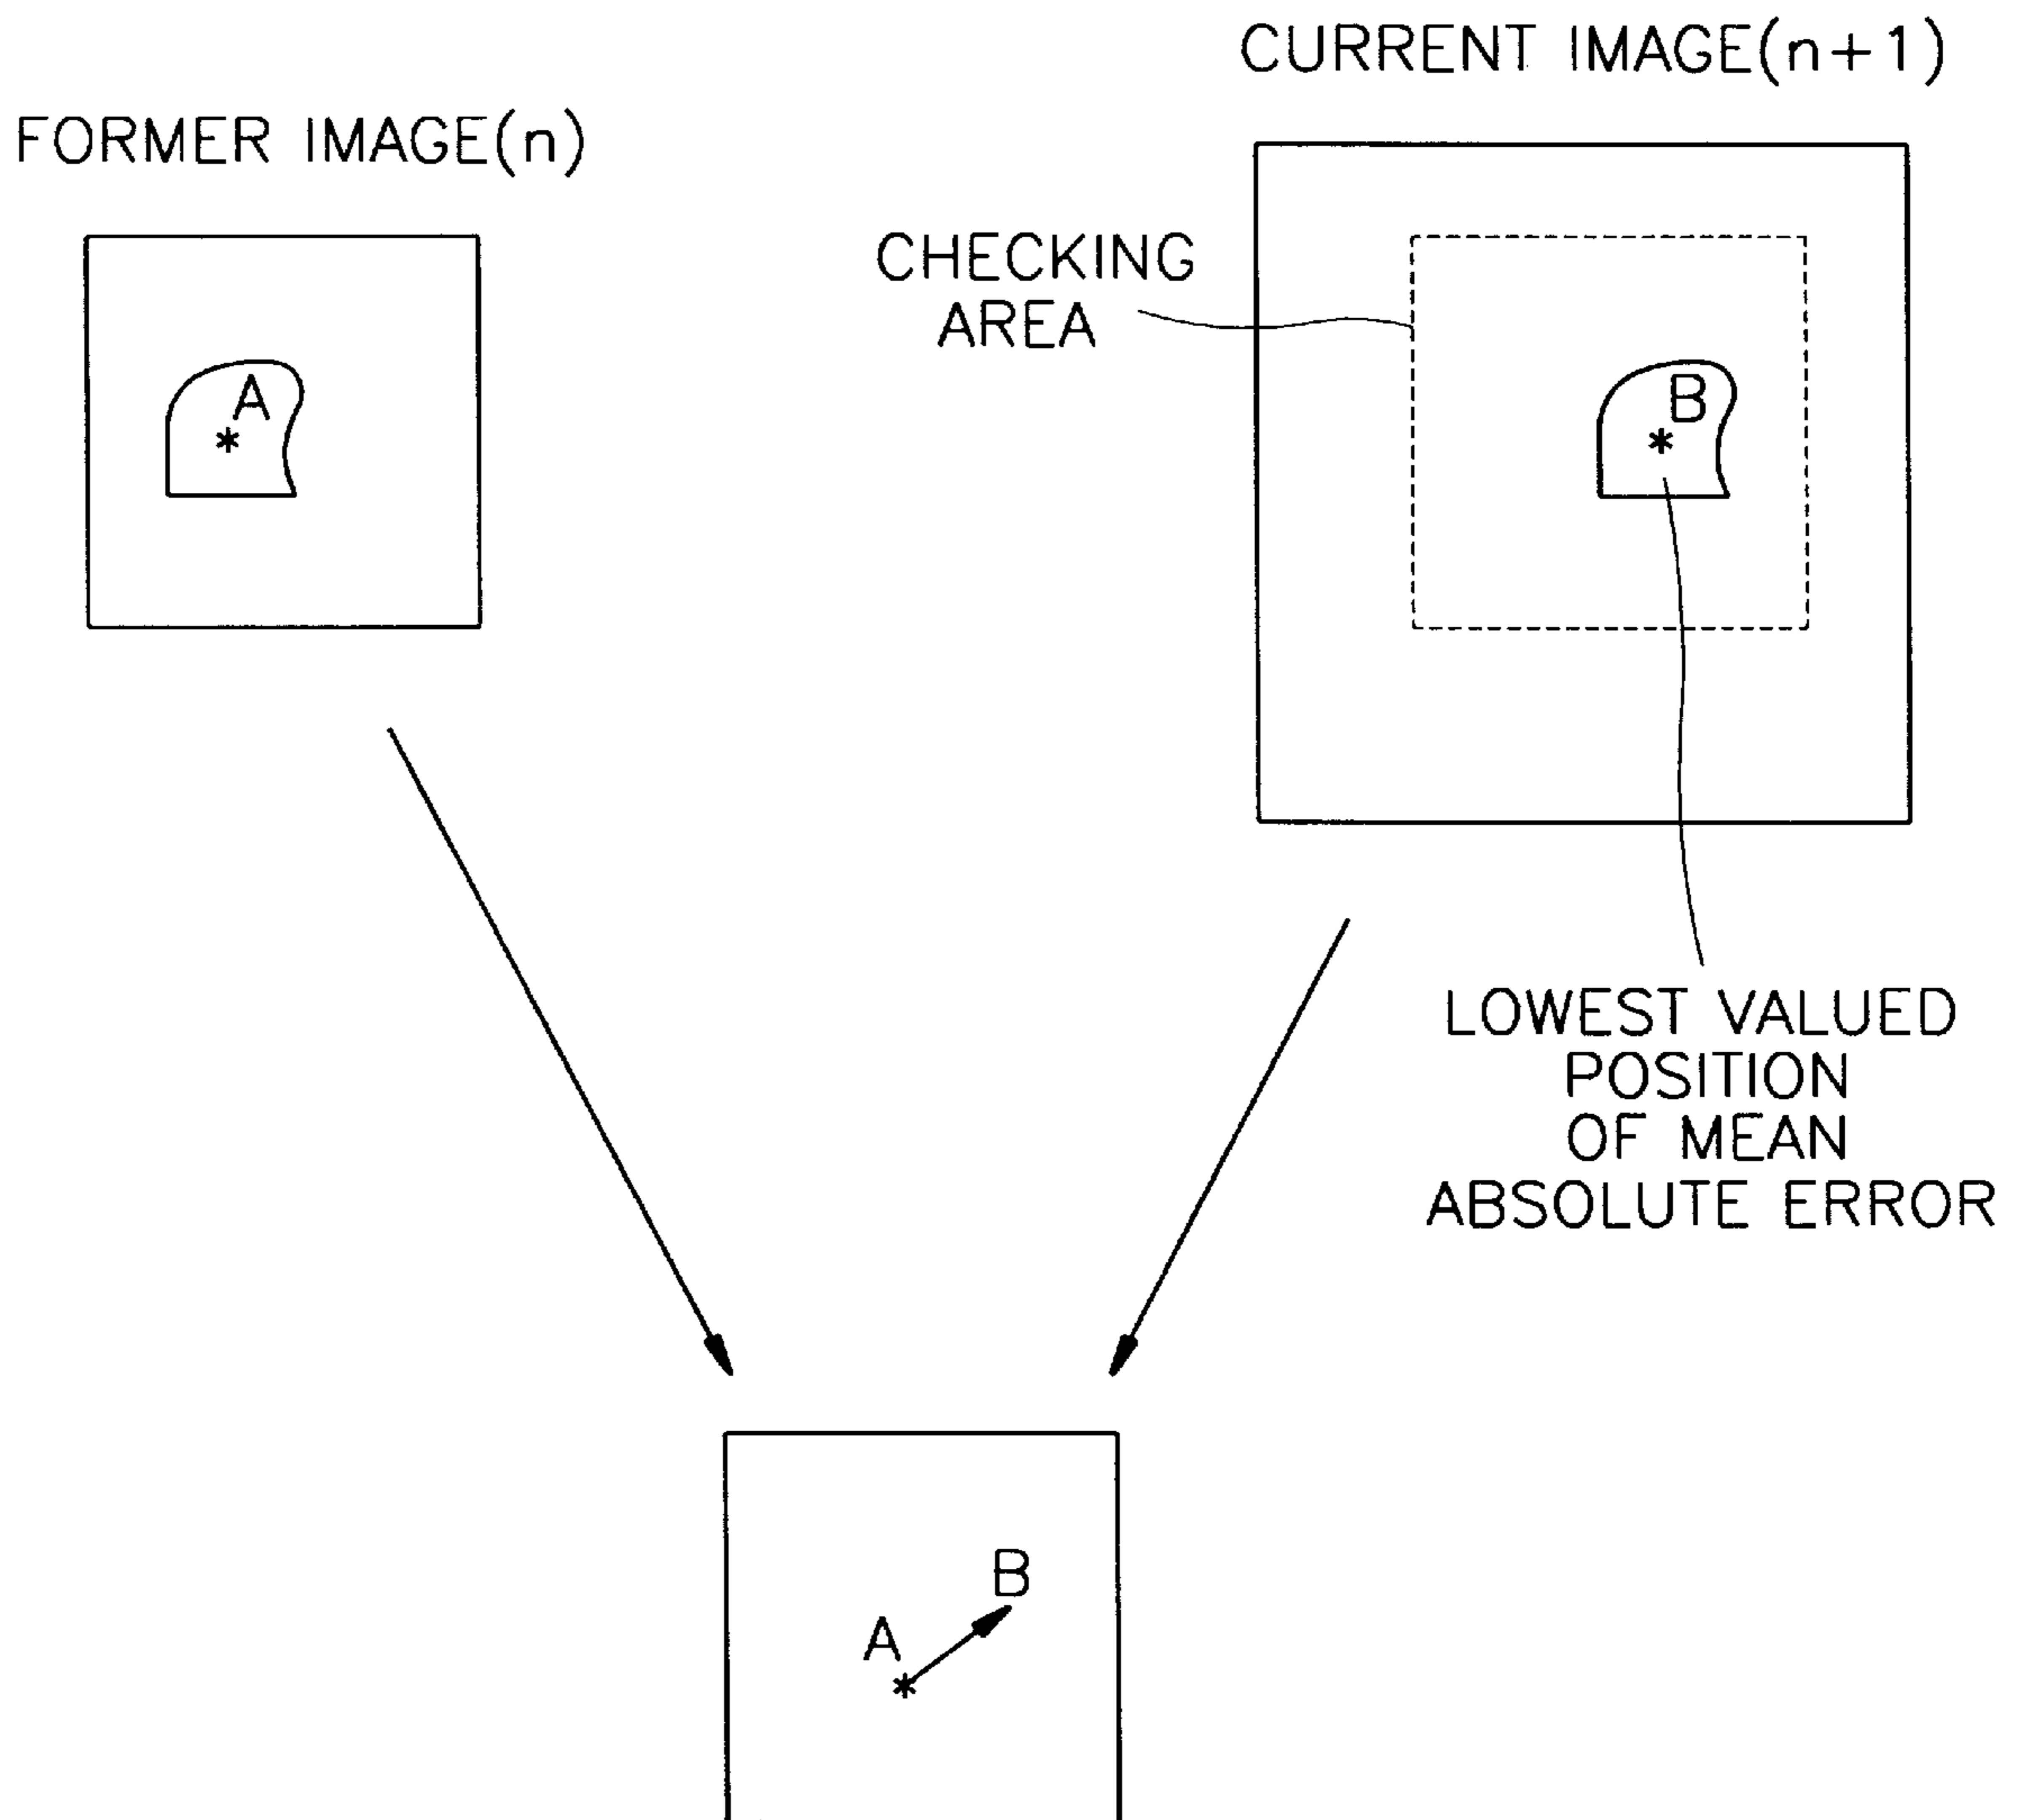 CURRENT IMAGE(n+1)
FORMER IMAGE(n)
CHECKING
AREA
A
*
B
*
LOWEST VALUED
POSITION
OF MEAN
ABSOLUTE ERROR
B
A
*